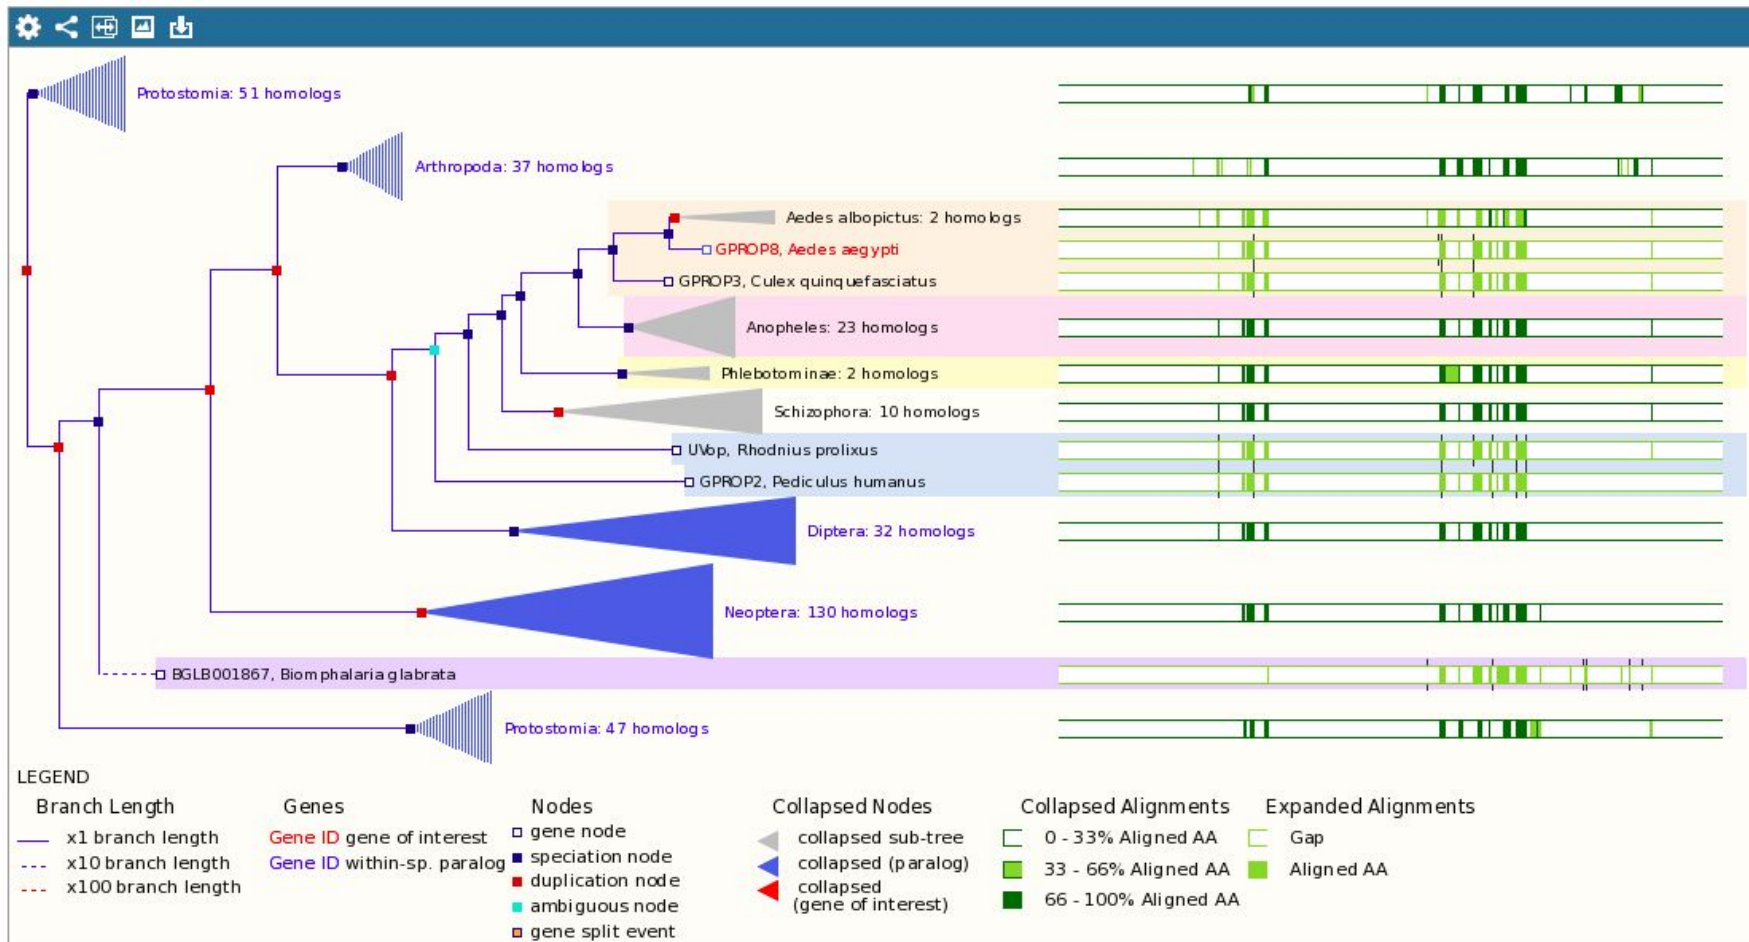 Protostomia: 51 homologs
Arthropoda: 37 homologs
Aedes albopictus: 2 homologs
GPROP8, Aedes aegypti
GPROP3, Culex quinquefasciatus
Anopheles: 23 homologs
Phlebotominae: 2 homologs
Schizophora: 10 homologs
UVop, Rhodnius prolixus
GPROP2, Pediculus humanus
Diptera: 32 homologs
Neoptera: 130 homologs
BGLB001867, Biomphalaria glabrata
Protostomia: 47 homologs
LEGEND
Branch Length
x1 branch length
x10 branch length
x100 branch length
Genes
Gene ID gene of interest
Gene ID within-sp. paralog
Nodes
gene node
speciation node
duplication node
ambiguous node
gene split event
Collapsed Nodes
collapsed sub-tree
collapsed (paralog)
collapsed
(gene of interest)
Collapsed Alignments
0 - 33% Aligned AA
33 - 66% Aligned AA
66 - 100% Aligned AA
Expanded Alignments
Gap
Aligned AA